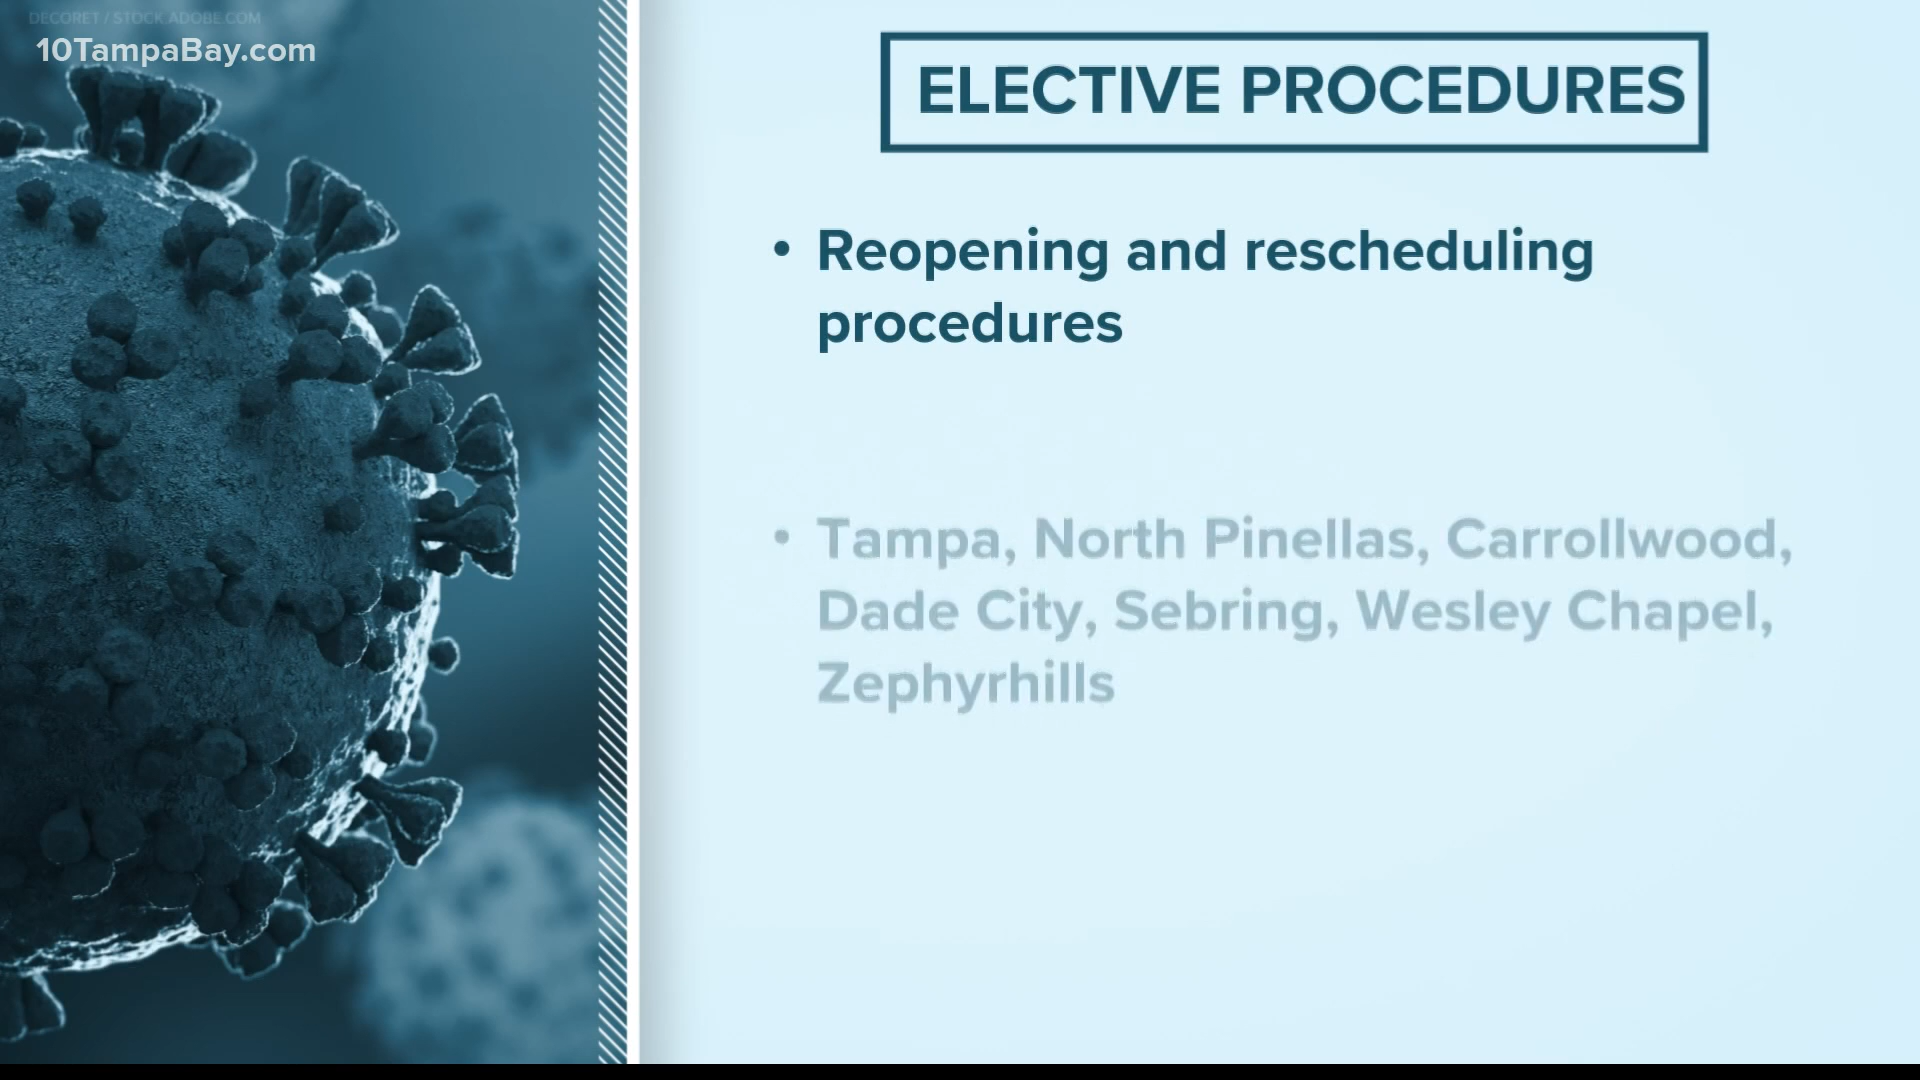 DECORET / STOCK.ADOBE.COM
10TampaBay.com
ELECTIVE PROCEDURES
• Reopening and rescheduling
procedures
• Tampa, North Pinellas, Carrollwood,
Dade City, Sebring, Wesley Chapel,
Zephyrhills